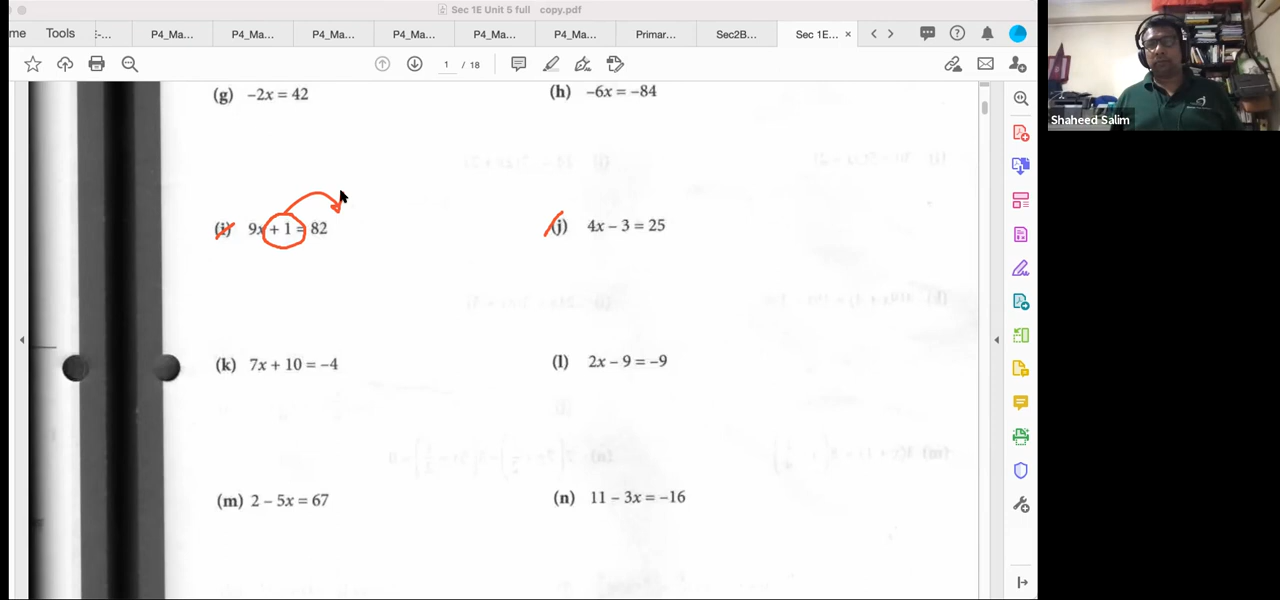 Sec 1E Unit 5 full copy.pdf
me Tools E-... P4_Ma... P4_Ma... P4_Ma... P4_Ma... P4_Ma... P4_Ma... Primar... Sec2B... Sec 1E... ×
1 / 18
(g) -2x = 42 (h) -6x = -84
(i) 9x + 1 = 82 (j) 4x - 3 = 25
(k) 7x + 10 = -4 (l) 2x - 9 = -9
(m) 2 - 5x = 67 (n) 11 - 3x = -16
Shaheed Salim